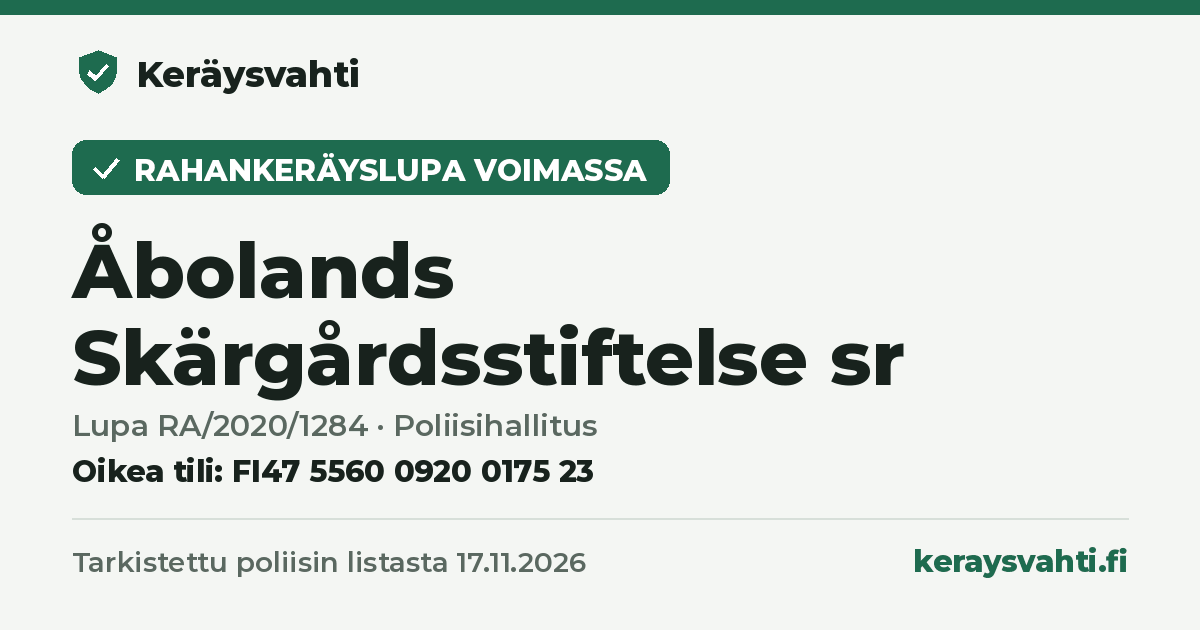 Keräysvahti
RAHANKERÄYSLUPA VOIMASSA
Åbolands
Skärgårdsstiftelse sr
Lupa RA/2020/1284 · Poliisihallitus
Oikea tili: FI47 5560 0920 0175 23
Tarkistettu poliisin listasta 17.11.2026
keraysvahti.fi